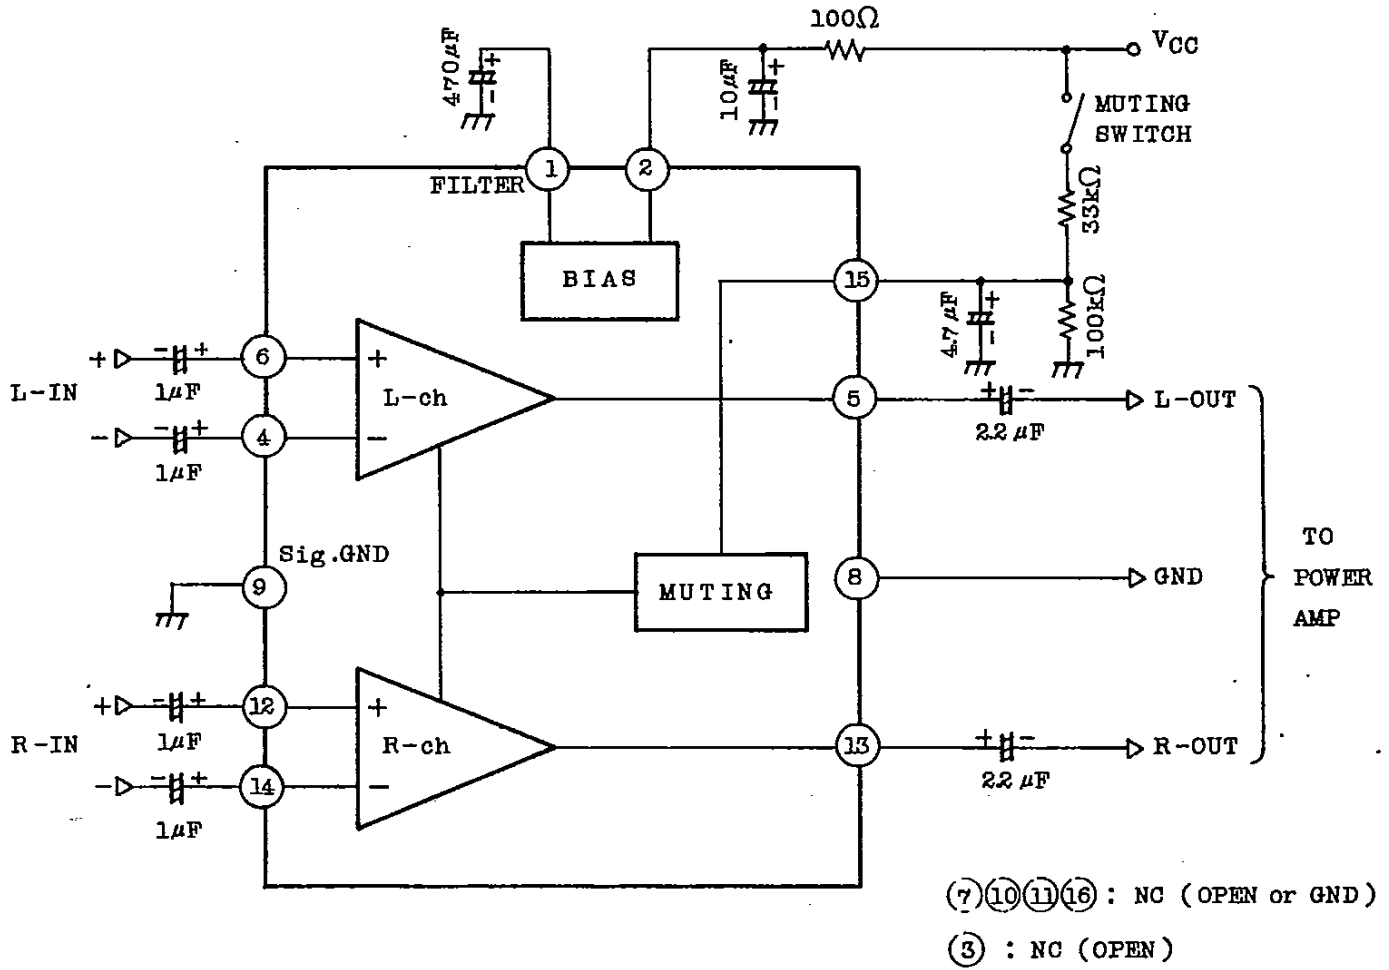 100Ω
VCC
470μF
+
-
10μF
+
-
MUTING
SWITCH
1
2
FILTER
33kΩ
BIAS
15
4.7μF
+
-
100kΩ
+
- +
6
+
L-IN
1μF
L-ch
5
+ -
L-OUT
-
- +
4
-
2.2μF
1μF
Sig.GND
9
MUTING
8
GND
TO
POWER
AMP
+
- +
12
+
R-IN
1μF
R-ch
13
+ -
R-OUT
-
- +
14
-
2.2μF
1μF
7 10 11 16 : NC (OPEN or GND)
3 : NC (OPEN)